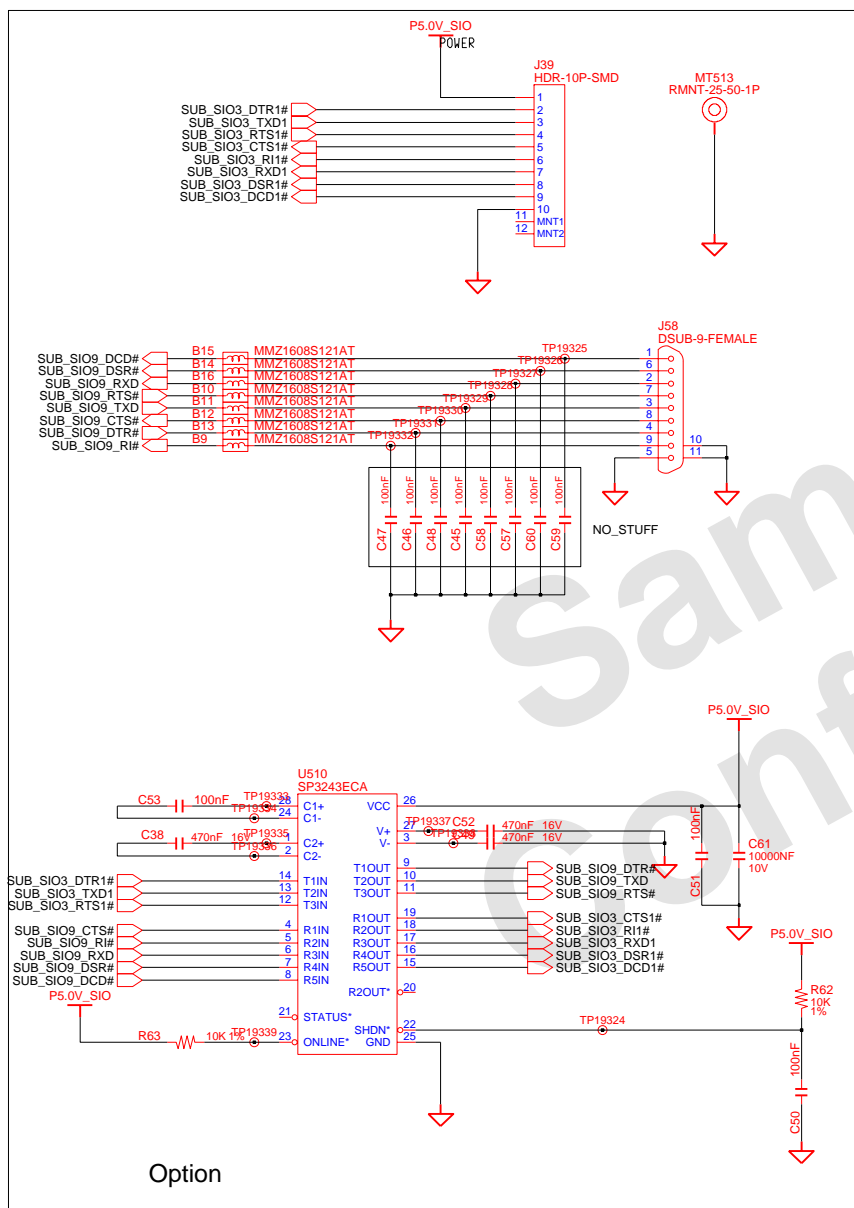 P5.0V_SIO
POWER
J39
HDR-10P-SMD
MT513
RMNT-25-50-1P
1
SUB_SIO3_DTR1# 2
SUB_SIO3_TXD1 3
SUB_SIO3_RTS1# 4
SUB_SIO3_CTS1# 5
SUB_SIO3_RI1# 6
SUB_SIO3_RXD1 7
SUB_SIO3_DSR1# 8
SUB_SIO3_DCD1# 9
10
11 MNT1
12 MNT2
J58
DSUB-9-FEMALE
SUB_SIO9_DCD# B15 MMZ1608S121AT TP19325 1
SUB_SIO9_DSR# B14 MMZ1608S121AT TP19326 6
SUB_SIO9_RXD B16 MMZ1608S121AT TP19327 2
SUB_SIO9_RTS# B10 MMZ1608S121AT TP19328 7
SUB_SIO9_TXD B11 MMZ1608S121AT TP19329 3
SUB_SIO9_CTS# B12 MMZ1608S121AT TP19330 8
SUB_SIO9_DTR# B13 MMZ1608S121AT TP19331 4
SUB_SIO9_RI# B9 MMZ1608S121AT TP19332 9 10
5 11
100nF 100nF 100nF 100nF 100nF 100nF 100nF 100nF
C47 C46 C48 C45 C58 C57 C60 C59
NO_STUFF
Sam
Conf
P5.0V_SIO
U510
SP3243ECA
C53 100nF TP19333 28 C1+ VCC 26
TP19334 24 C1-
C38 470nF 16V TP19335 1 C2+
TP19336 2 C2-
V+ 27 TP19337 C52 470nF 16V
V- 3 C49 470nF 16V
100nF
C51
C61
10000NF
10V
SUB_SIO3_DTR1# 14 T1IN T1OUT 9 SUB_SIO9_DTR#
SUB_SIO3_TXD1 13 T2IN T2OUT 10 SUB_SIO9_TXD
SUB_SIO3_RTS1# 12 T3IN T3OUT 11 SUB_SIO9_RTS#
SUB_SIO9_CTS# 4 R1IN R1OUT 19 SUB_SIO3_CTS1#
SUB_SIO9_RI# 5 R2IN R2OUT 18 SUB_SIO3_RI1#
SUB_SIO9_RXD 6 R3IN R3OUT 17 SUB_SIO3_RXD1
SUB_SIO9_DSR# 7 R4IN R4OUT 16 SUB_SIO3_DSR1#
SUB_SIO9_DCD# 8 R5IN R5OUT 15 SUB_SIO3_DCD1#
P5.0V_SIO
R2OUT* 20
21 STATUS*
R63 10K 1% TP19339 23 ONLINE*
SHDN* 22 TP19324
GND 25
P5.0V_SIO
R62
10K
1%
100nF
C50
Option